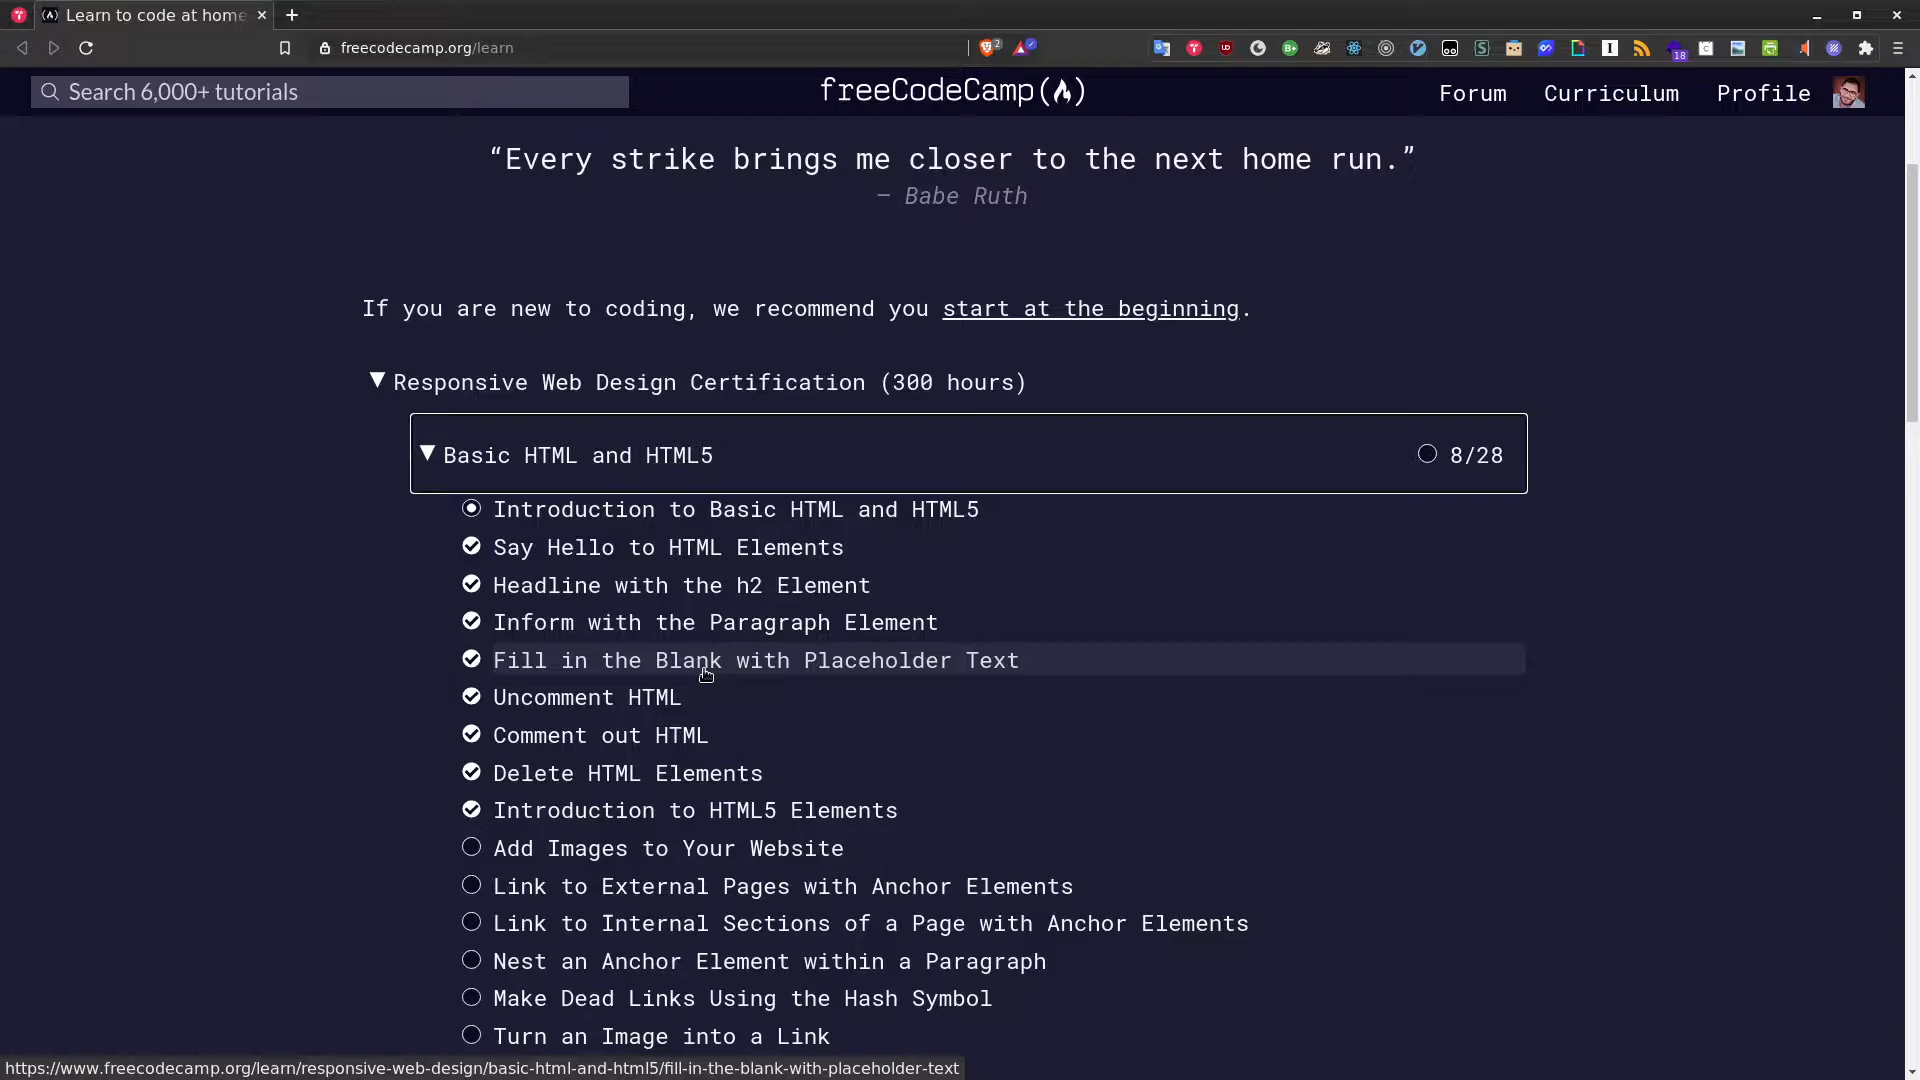 Learn to code at home
freecodecamp.org/learn
2
18
Search 6,000+ tutorials
freeCodeCamp(🔥)
Forum
Curriculum
Profile
“Every strike brings me closer to the next home run.”
— Babe Ruth
If you are new to coding, we recommend you start at the beginning.
Responsive Web Design Certification (300 hours)
Basic HTML and HTML5
8/28
Introduction to Basic HTML and HTML5
Say Hello to HTML Elements
Headline with the h2 Element
Inform with the Paragraph Element
Fill in the Blank with Placeholder Text
Uncomment HTML
Comment out HTML
Delete HTML Elements
Introduction to HTML5 Elements
Add Images to Your Website
Link to External Pages with Anchor Elements
Link to Internal Sections of a Page with Anchor Elements
Nest an Anchor Element within a Paragraph
Make Dead Links Using the Hash Symbol
Turn an Image into a Link
https://www.freecodecamp.org/learn/responsive-web-design/basic-html-and-html5/fill-in-the-blank-with-placeholder-text